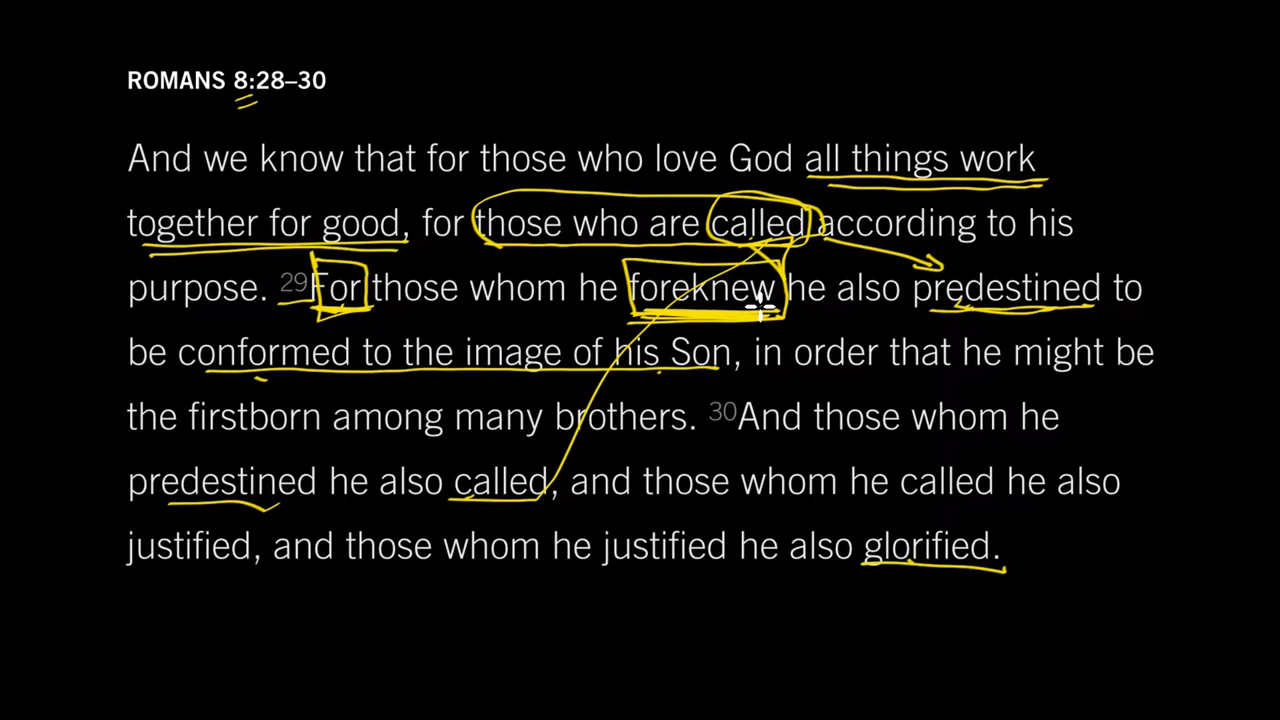 ROMANS 8:28–30
And we know that for those who love God all things work
together for good, for those who are called according to his
purpose. 29For those whom he foreknew he also predestined to
be conformed to the image of his Son, in order that he might be
the firstborn among many brothers. 30And those whom he
predestined he also called, and those whom he called he also
justified, and those whom he justified he also glorified.